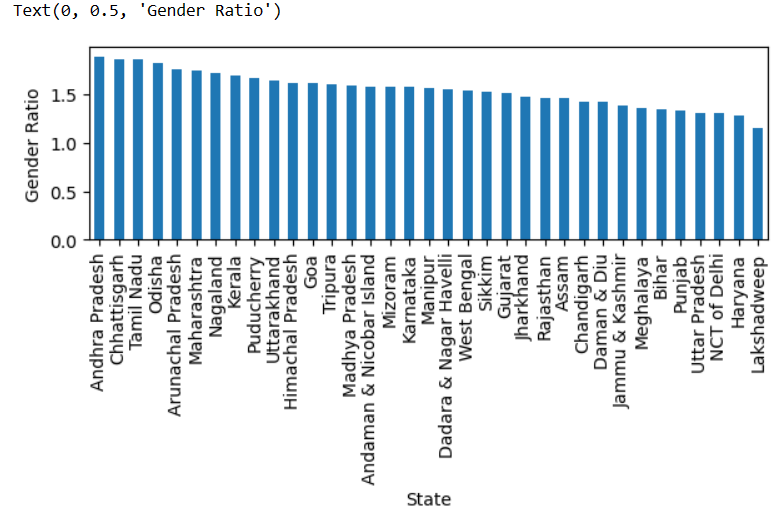 Text(0, 0.5, 'Gender Ratio')
Gender Ratio
1.5
1.0
0.5
0.0
Andhra Pradesh
Chhattisgarh
Tamil Nadu
Odisha
Arunachal Pradesh
Maharashtra
Nagaland
Kerala
Puducherry
Uttarakhand
Himachal Pradesh
Goa
Tripura
Madhya Pradesh
Andaman & Nicobar Island
Mizoram
Karnataka
Manipur
Dadara & Nagar Havelli
West Bengal
Sikkim
Gujarat
Jharkhand
Rajasthan
Assam
Chandigarh
Daman & Diu
Jammu & Kashmir
Meghalaya
Bihar
Punjab
Uttar Pradesh
NCT of Delhi
Haryana
Lakshadweep
State